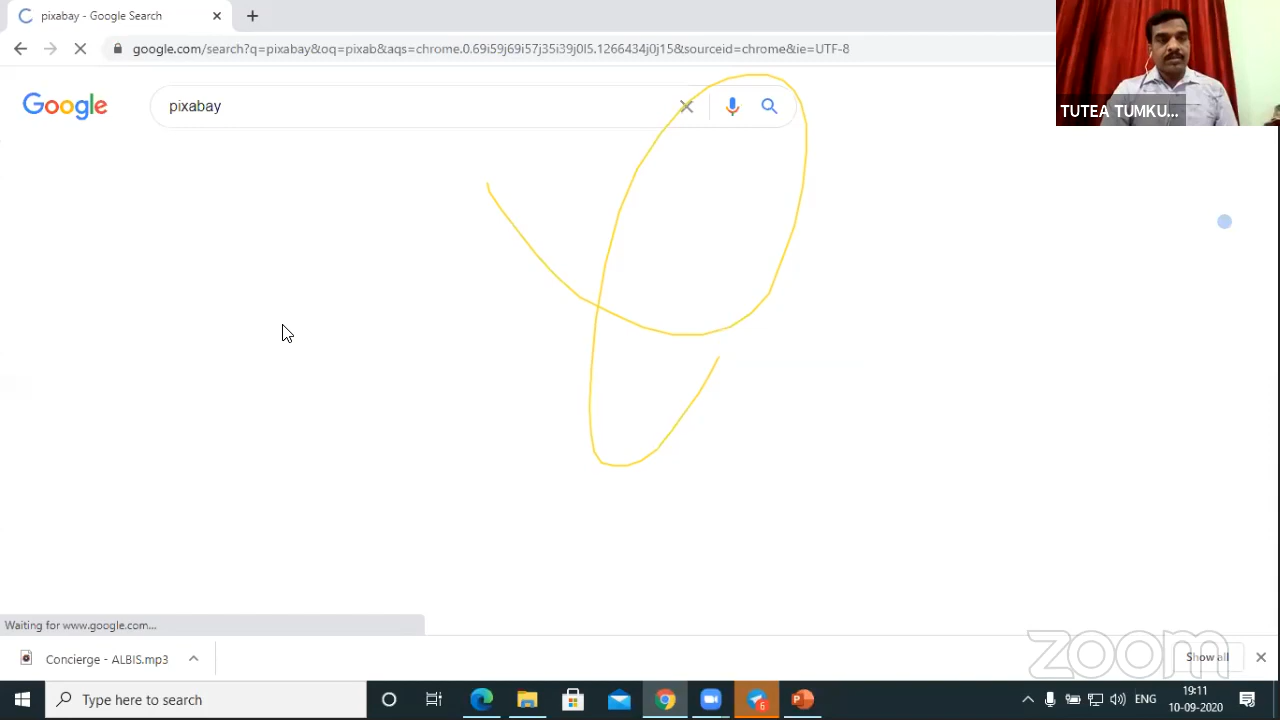 pixabay - Google Search
google.com/search?q=pixabay&oq=pixab&aqs=chrome.0.69i59j69i57j35i39j0l5.1266434j0j15&sourceid=chrome&ie=UTF-8
TUTEA TUMKU...
Google
pixabay
Waiting for www.google.com...
Concierge - ALBIS.mp3
Show all
zoom
Type here to search
6
ENG
19:11
10-09-2020